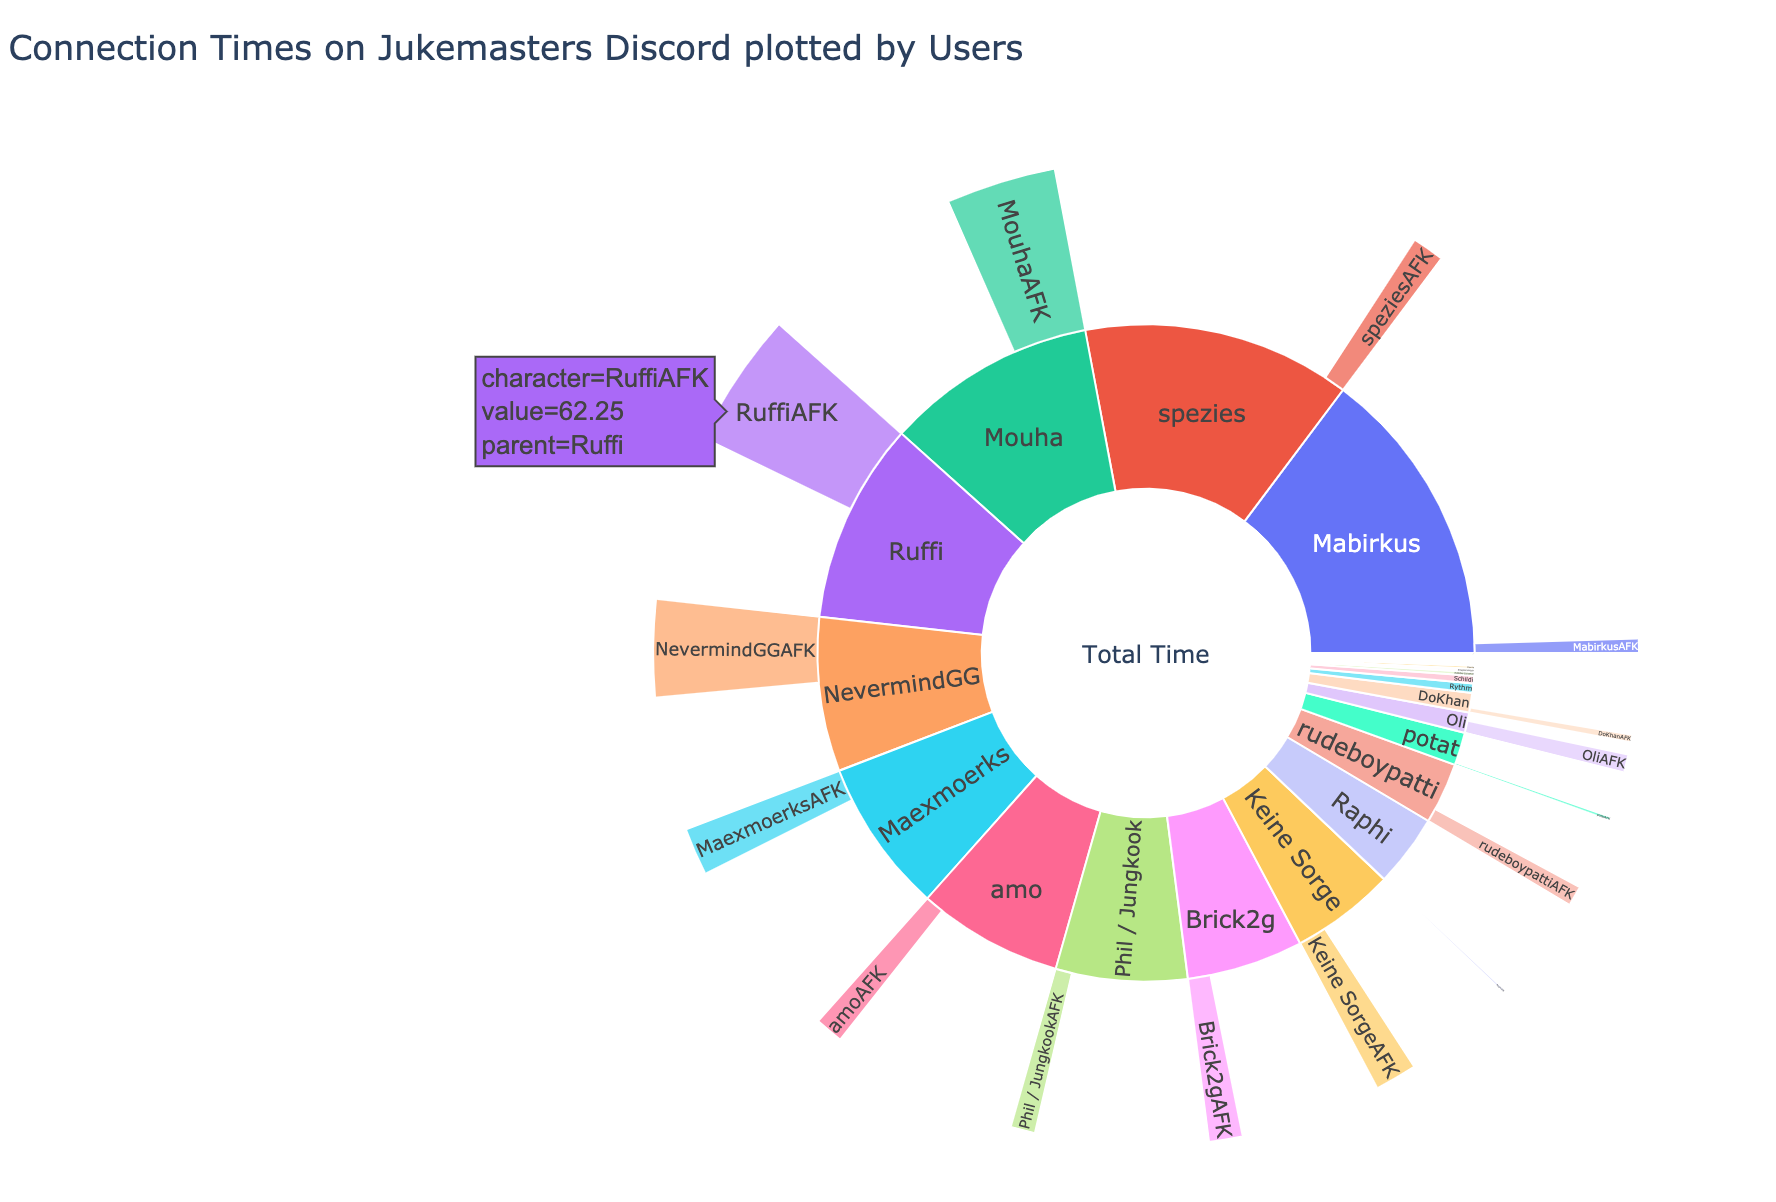 Connection Times on Jukemasters Discord plotted by Users
MouhaAFK
speziesAFK
character=RuffiAFK
value=62.25
parent=Ruffi
RuffiAFK
Mouha
spezies
Ruffi
Mabirkus
MabirkusAFK
NevermindGGAFK
NevermindGG
Total Time
Schildi
Rythm
DoKhan
DoKhanAFK
Oli
OliAFK
potat
rudeboypatti
rudeboypattiAFK
Raphi
Keine Sorge
Keine SorgeAFK
Brick2g
Brick2gAFK
Phil / Jungkook
Phil / JungkookAFK
amo
amoAFK
Maexmoerks
MaexmoerksAFK